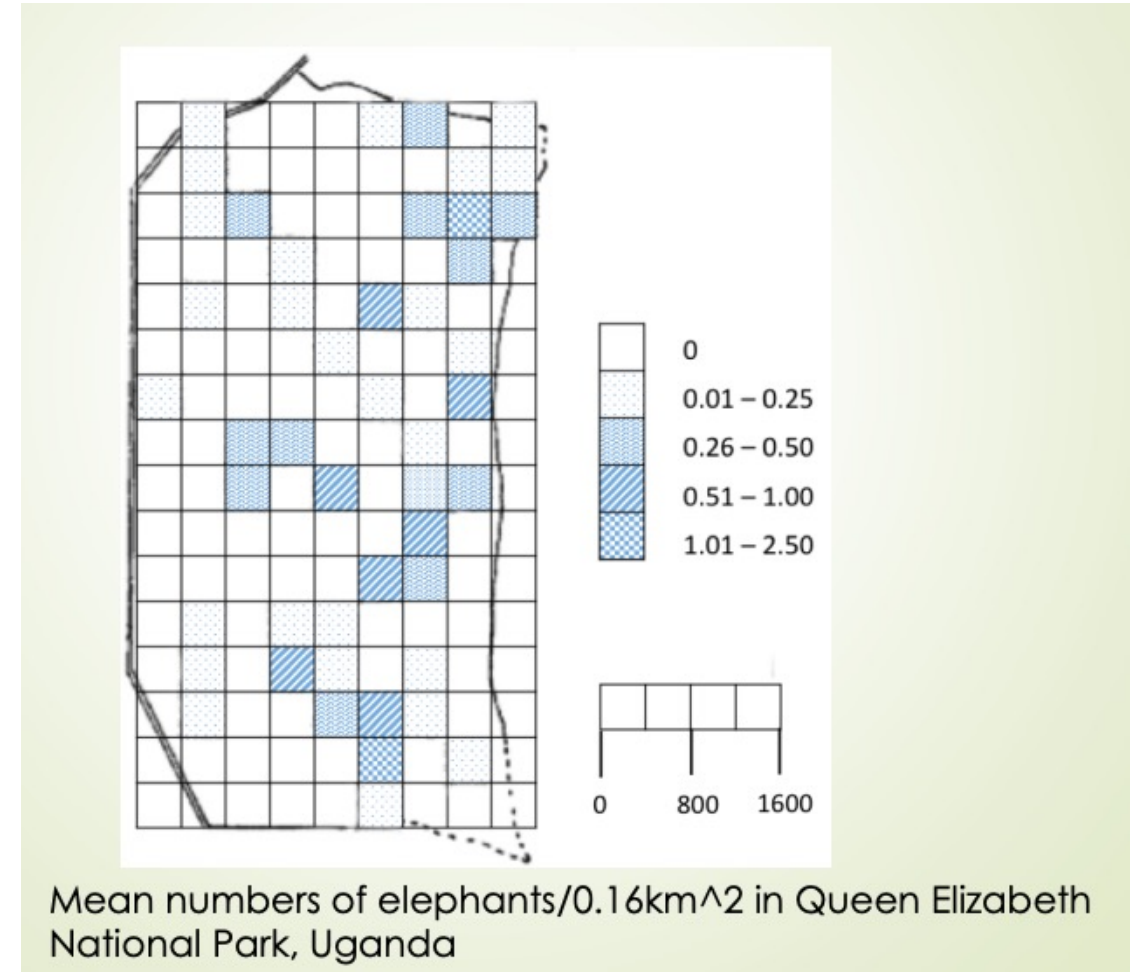 0
0.01 – 0.25
0.26 – 0.50
0.51 – 1.00
1.01 – 2.50
0 800 1600
Mean numbers of elephants/0.16km^2 in Queen Elizabeth
National Park, Uganda